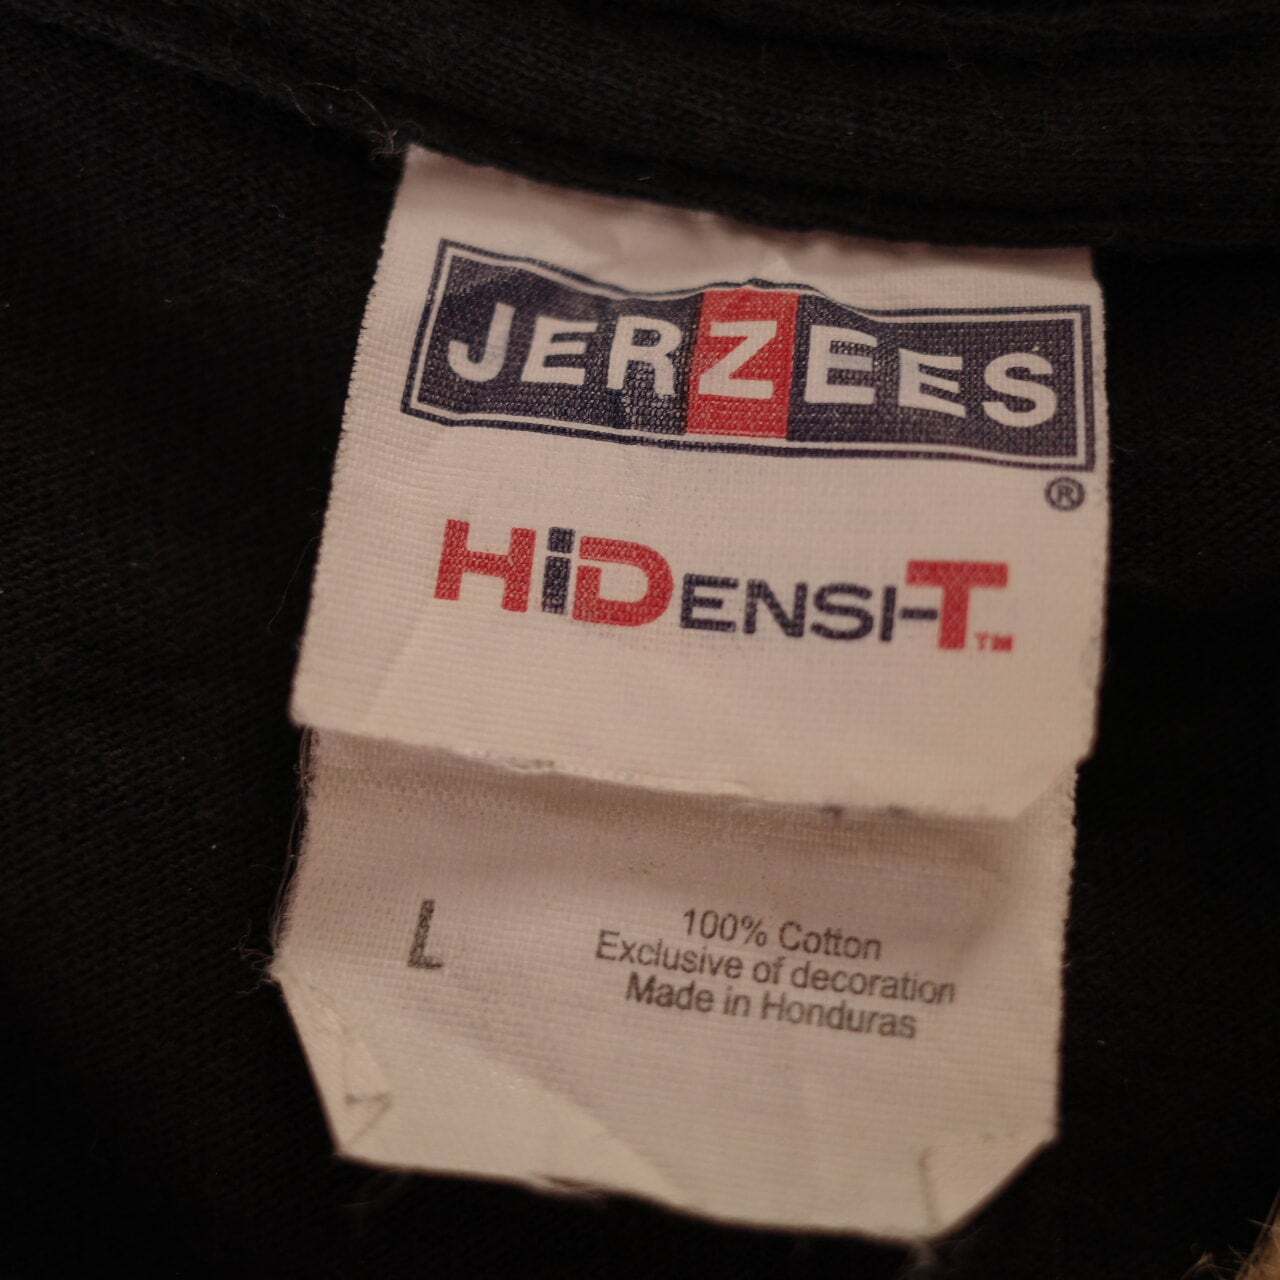 JERZEES
®
HiDENSI-T™
L
100% Cotton
Exclusive of decoration
Made in Honduras